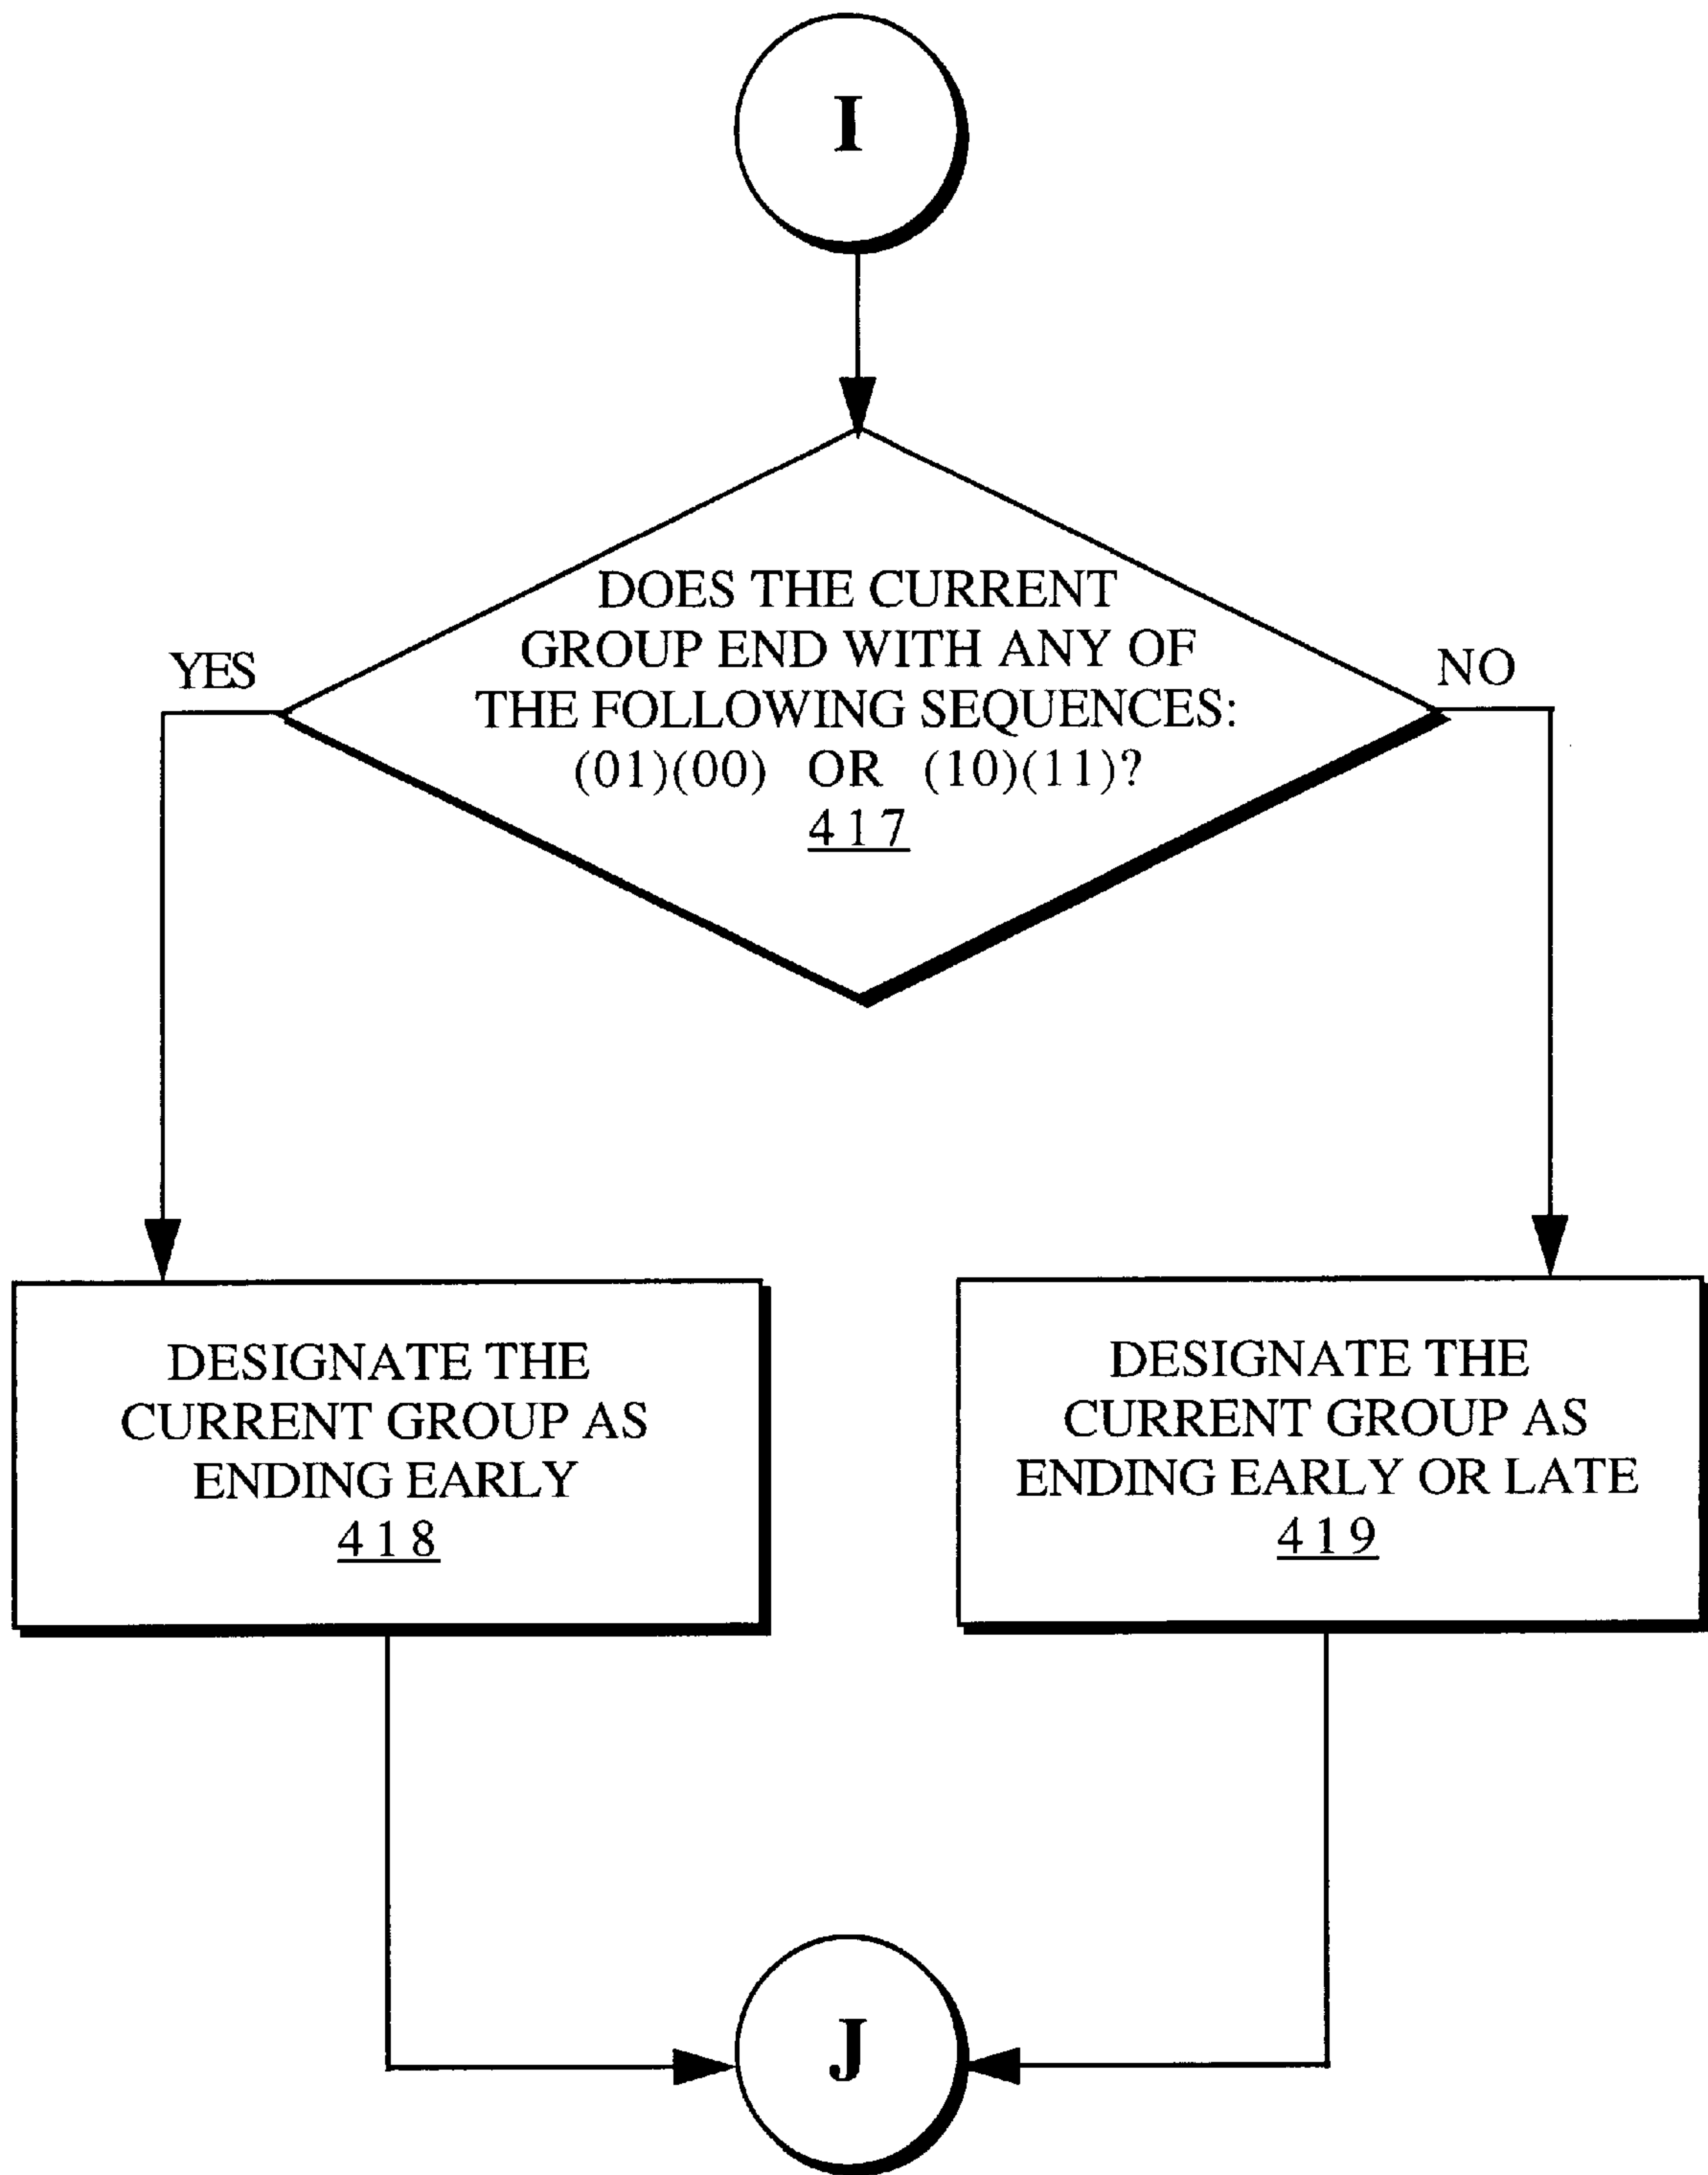 I
DOES THE CURRENT
GROUP END WITH ANY OF
THE FOLLOWING SEQUENCES:
(01)(00) OR (10)(11)?
417
YES
NO
DESIGNATE THE
CURRENT GROUP AS
ENDING EARLY
418
DESIGNATE THE
CURRENT GROUP AS
ENDING EARLY OR LATE
419
J